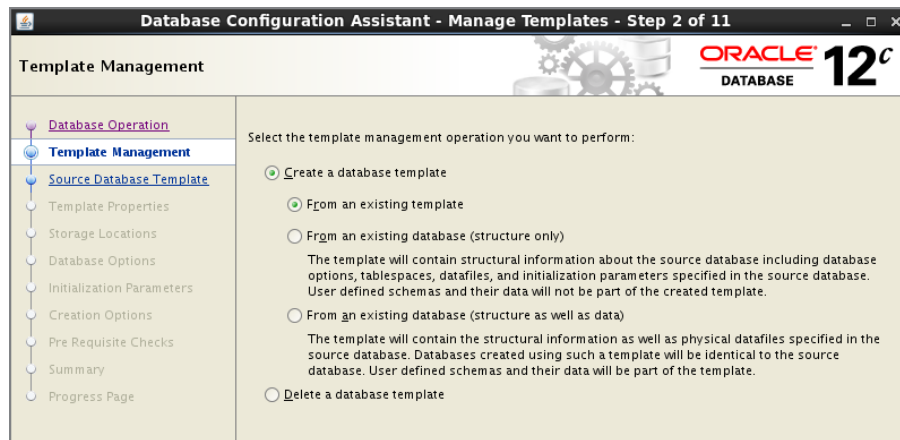 Database Configuration Assistant - Manage Templates - Step 2 of 11
Template Management
ORACLE
DATABASE
12c
Database Operation
Template Management
Source Database Template
Template Properties
Storage Locations
Database Options
Initialization Parameters
Creation Options
Pre Requisite Checks
Summary
Progress Page
Select the template management operation you want to perform:
Create a database template
From an existing template
From an existing database (structure only)
The template will contain structural information about the source database including database
options, tablespaces, datafiles, and initialization parameters specified in the source database.
User defined schemas and their data will not be part of the created template.
From an existing database (structure as well as data)
The template will contain the structural information as well as physical datafiles specified in the
source database. Databases created using such a template will be identical to the source
database. User defined schemas and their data will be part of the template.
Delete a database template